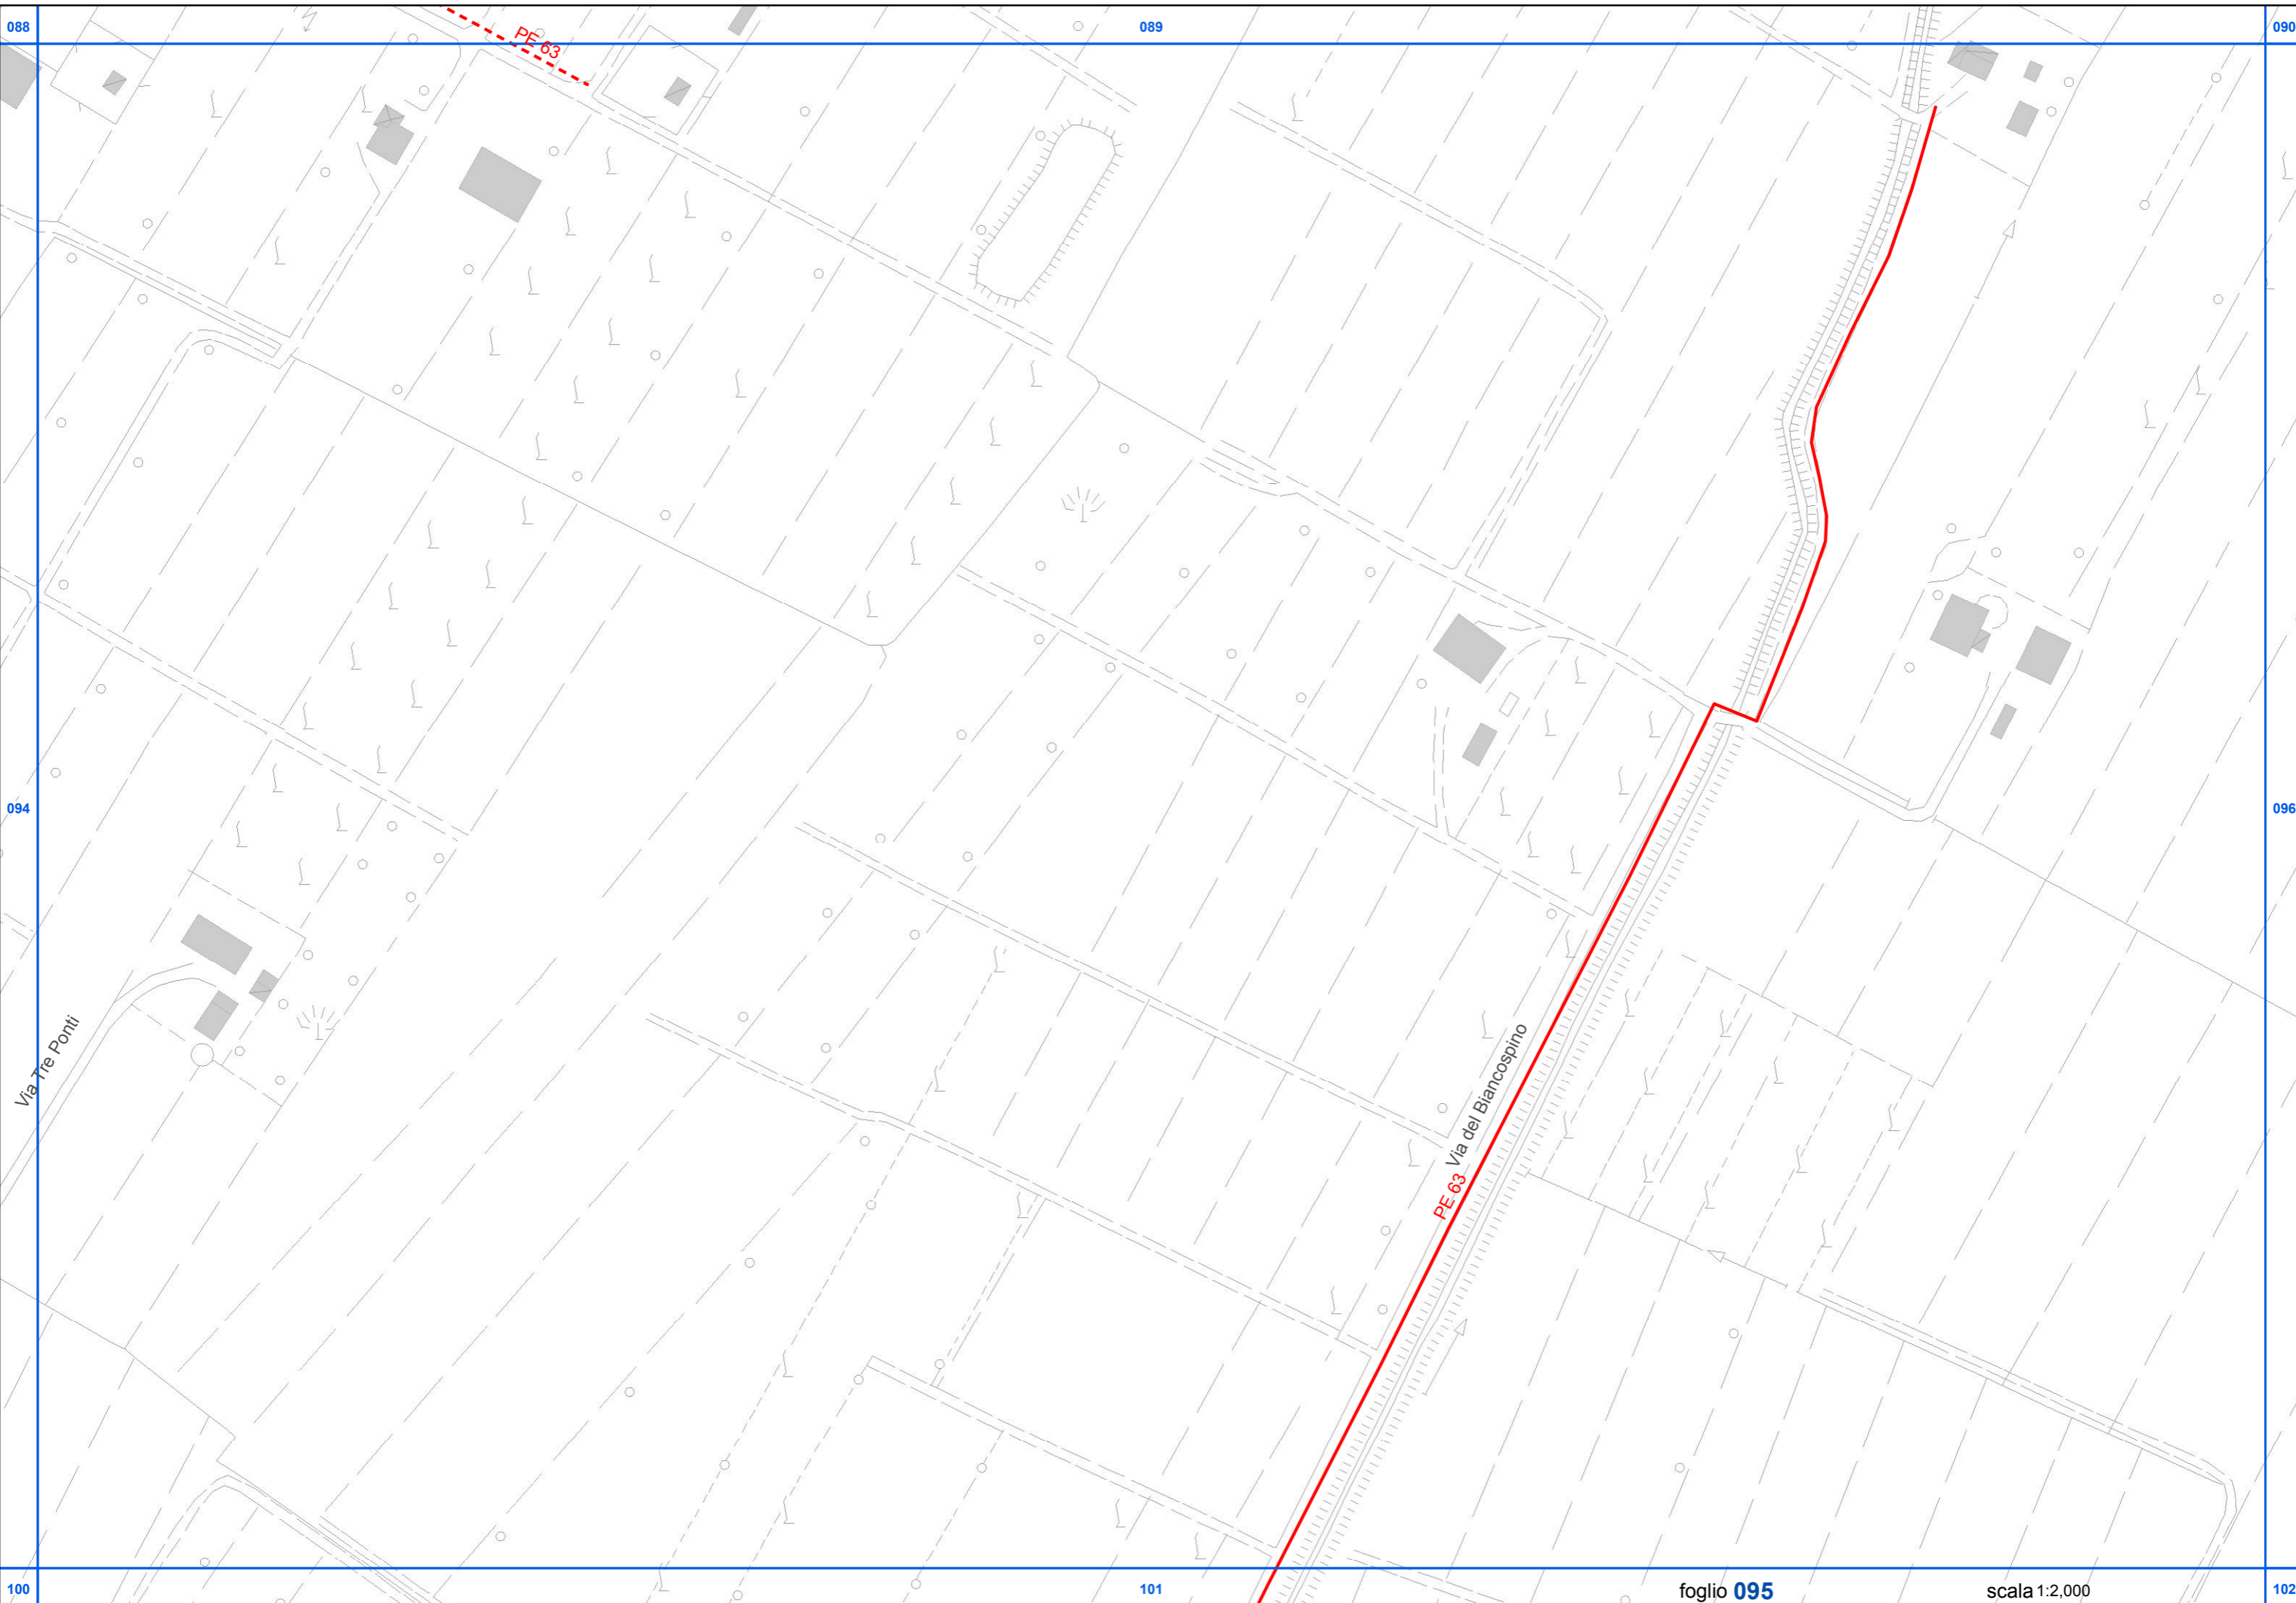 088
089
090
PE 63
094
096
Via Tre Ponti
Via del Biancospino
PE 63
100
101
foglio 095
scala 1:2,000
102